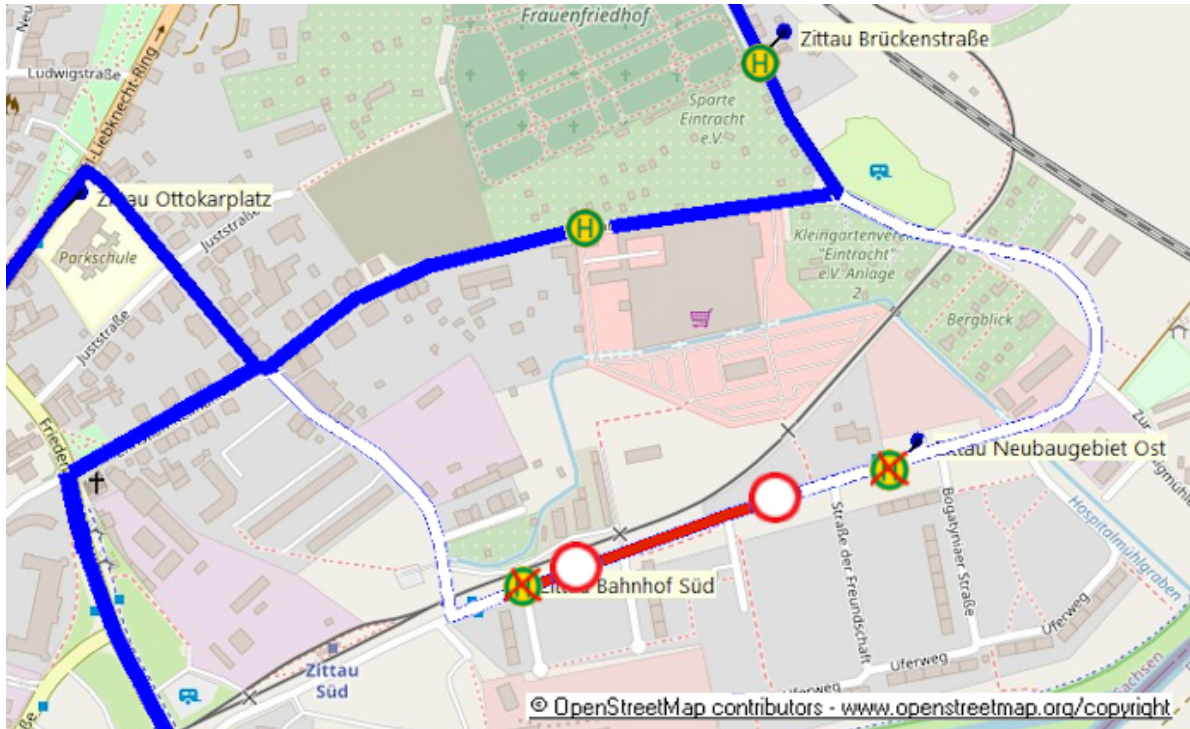 Frauenfriedhof
H
Zittau Brückenstraße
Ludwigstraße
l-Liebknecht-Ring
Sparte
Eintracht
e.V.
Zittau Ottokarplatz
Juststraße
Parkschule
H
Kleingartenverei
"Eintracht"
e.V. Anlage
2
Bergblick
Juststraße
Zittau Neubaugebiet Ost
H
Bogatyniaer Straße
Straße der Freundschaft
Hospitalmühlgraben
H
Zittau Bahnhof Süd
Uferweg
Uferweg
Uferweg
Zittau
Süd
Sachsen
© OpenStreetMap contributors - www.openstreetmap.org/copyright